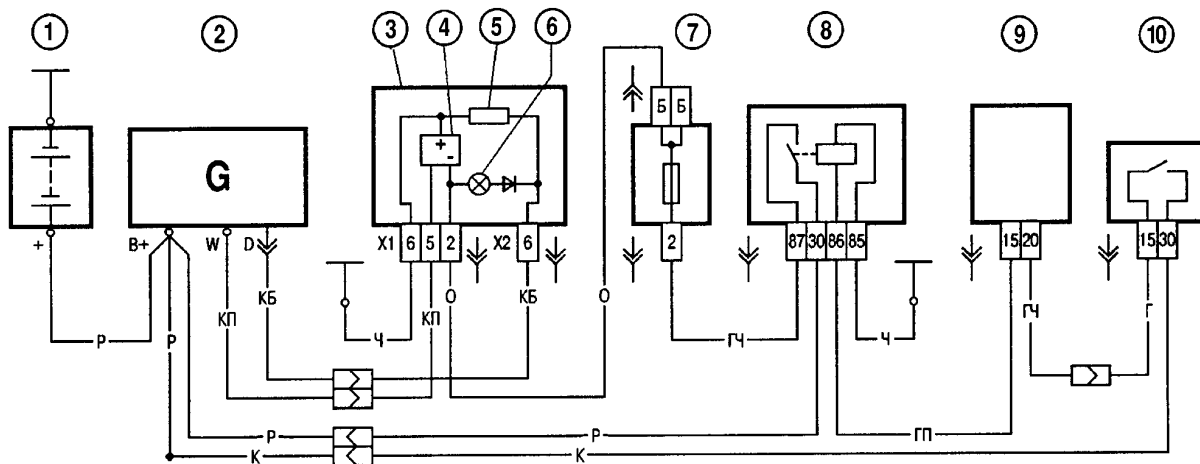 1 2 3 4 5 6 7 8 9 10
Б Б
G
+ -
+ B+ W D X1 6 5 2 X2 6 2 87 30 86 85 15 20 15 30
КБ О КБ О
КП КП ГЧ Г
Р Р Ч ГЧ Ч
Р Р ГП
К К